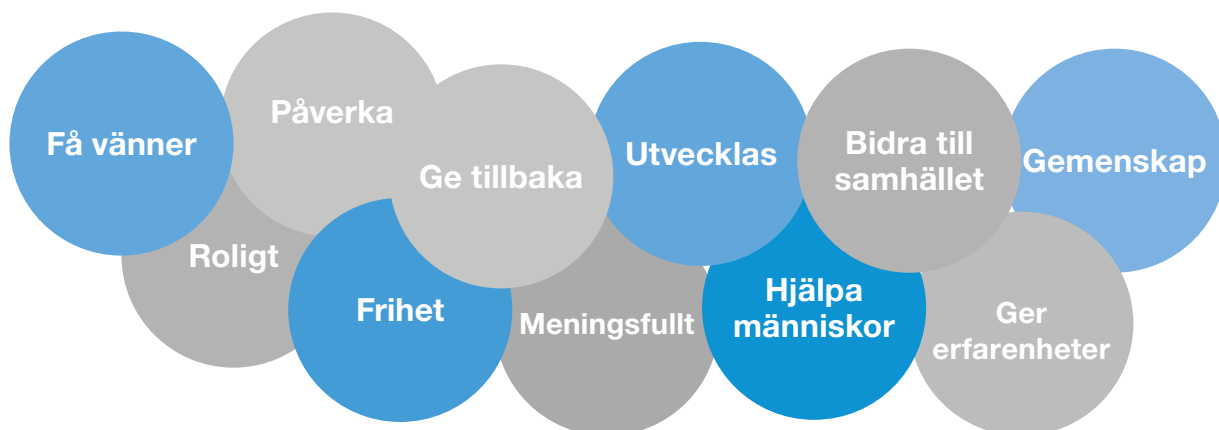 Få vänner
Påverka
Roligt
Ge tillbaka
Frihet
Meningsfullt
Utvecklas
Hjälpa
människor
Bidra till
samhället
Gemenskap
Ger
erfarenheter